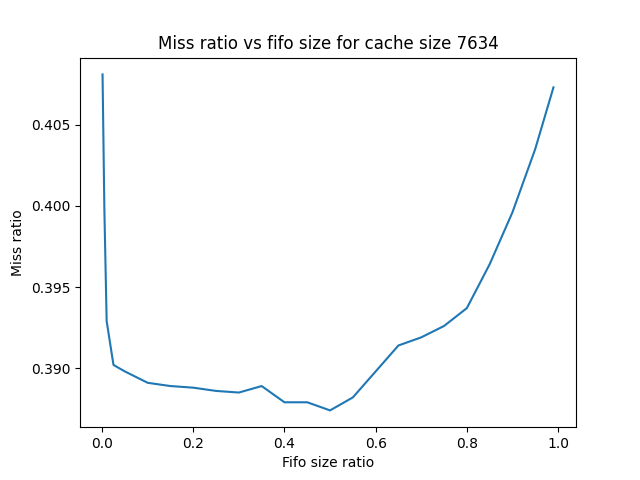 Miss ratio vs fifo size for cache size 7634
Miss ratio
0.405
0.400
0.395
0.390
0.0 0.2 0.4 0.6 0.8 1.0
Fifo size ratio